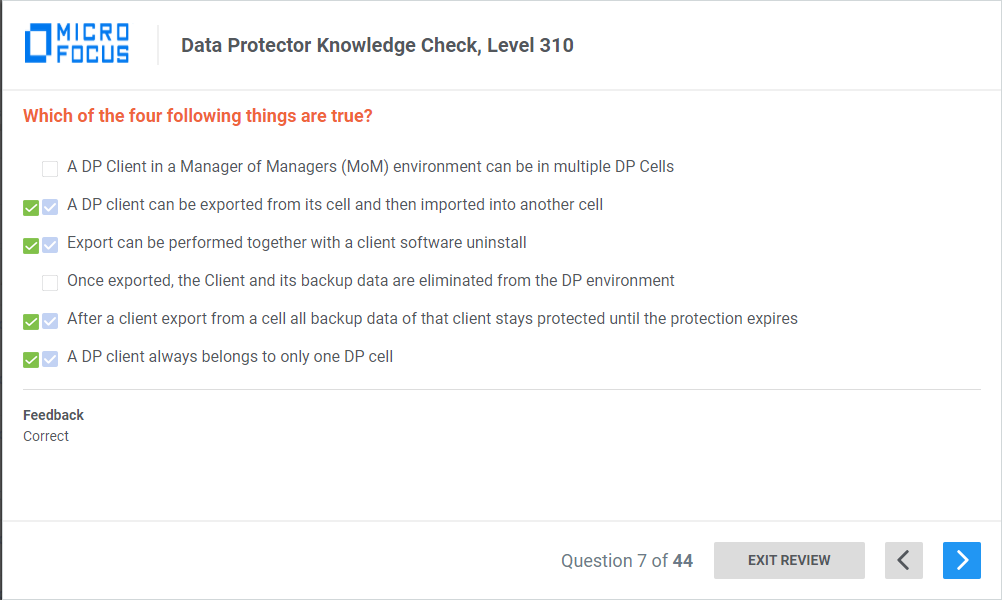 MICRO
FOCUS
Data Protector Knowledge Check, Level 310
Which of the four following things are true?
A DP Client in a Manager of Managers (MoM) environment can be in multiple DP Cells
A DP client can be exported from its cell and then imported into another cell
Export can be performed together with a client software uninstall
Once exported, the Client and its backup data are eliminated from the DP environment
After a client export from a cell all backup data of that client stays protected until the protection expires
A DP client always belongs to only one DP cell
Feedback
Correct
Question 7 of 44
EXIT REVIEW